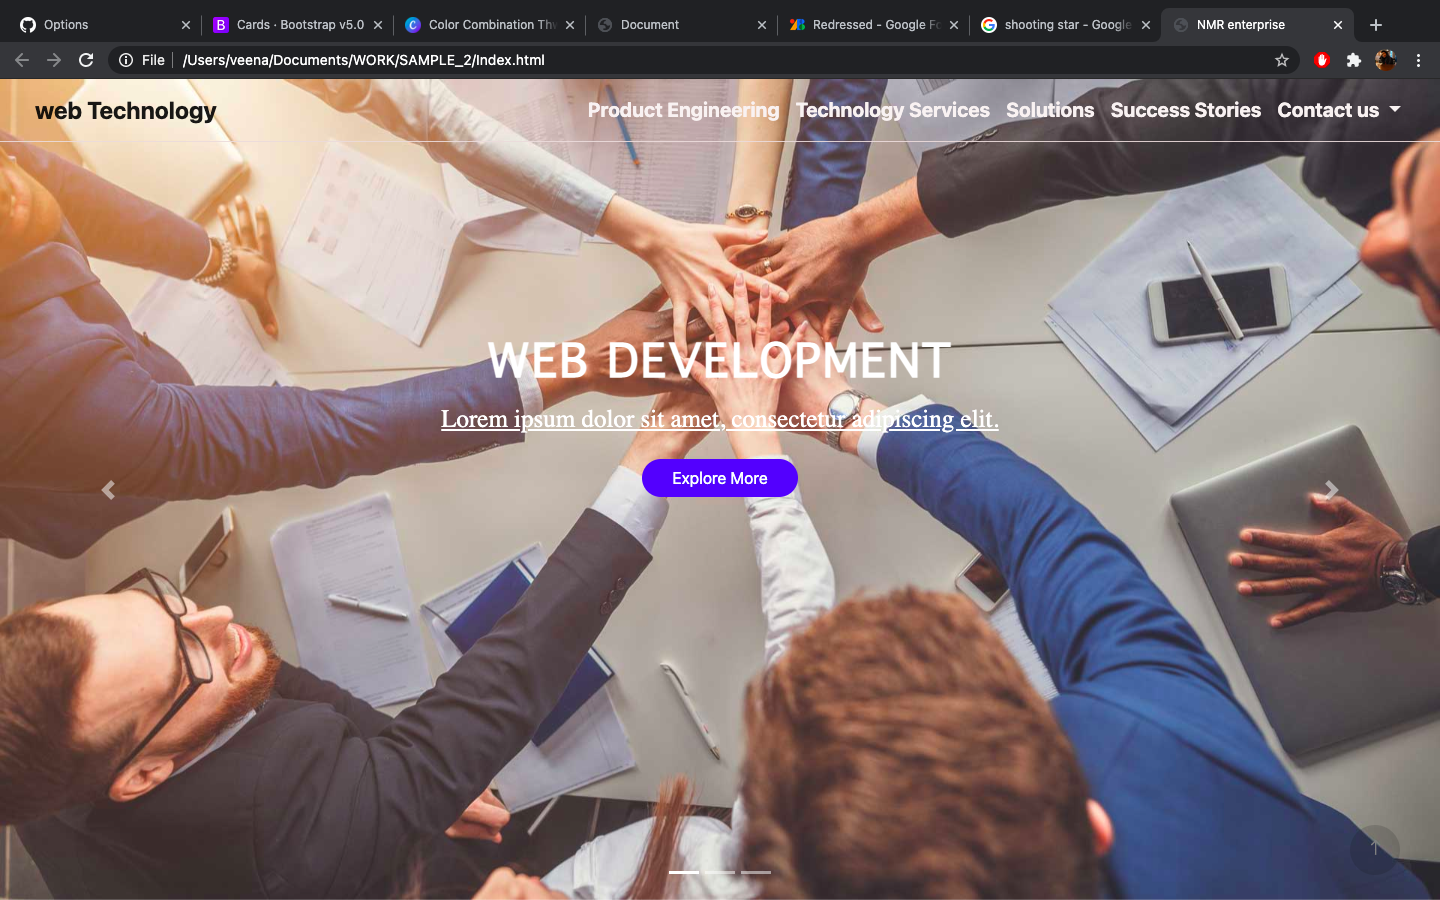 Options
Cards · Bootstrap v5.0
Color Combination Thw
Document
Redressed - Google Fo
shooting star - Google
NMR enterprise
File
/Users/veena/Documents/WORK/SAMPLE_2/Index.html
web Technology
Product Engineering Technology Services Solutions Success Stories Contact us
WEB DEVELOPMENT
Lorem ipsum dolor sit amet, consectetur adipiscing elit.
Explore More